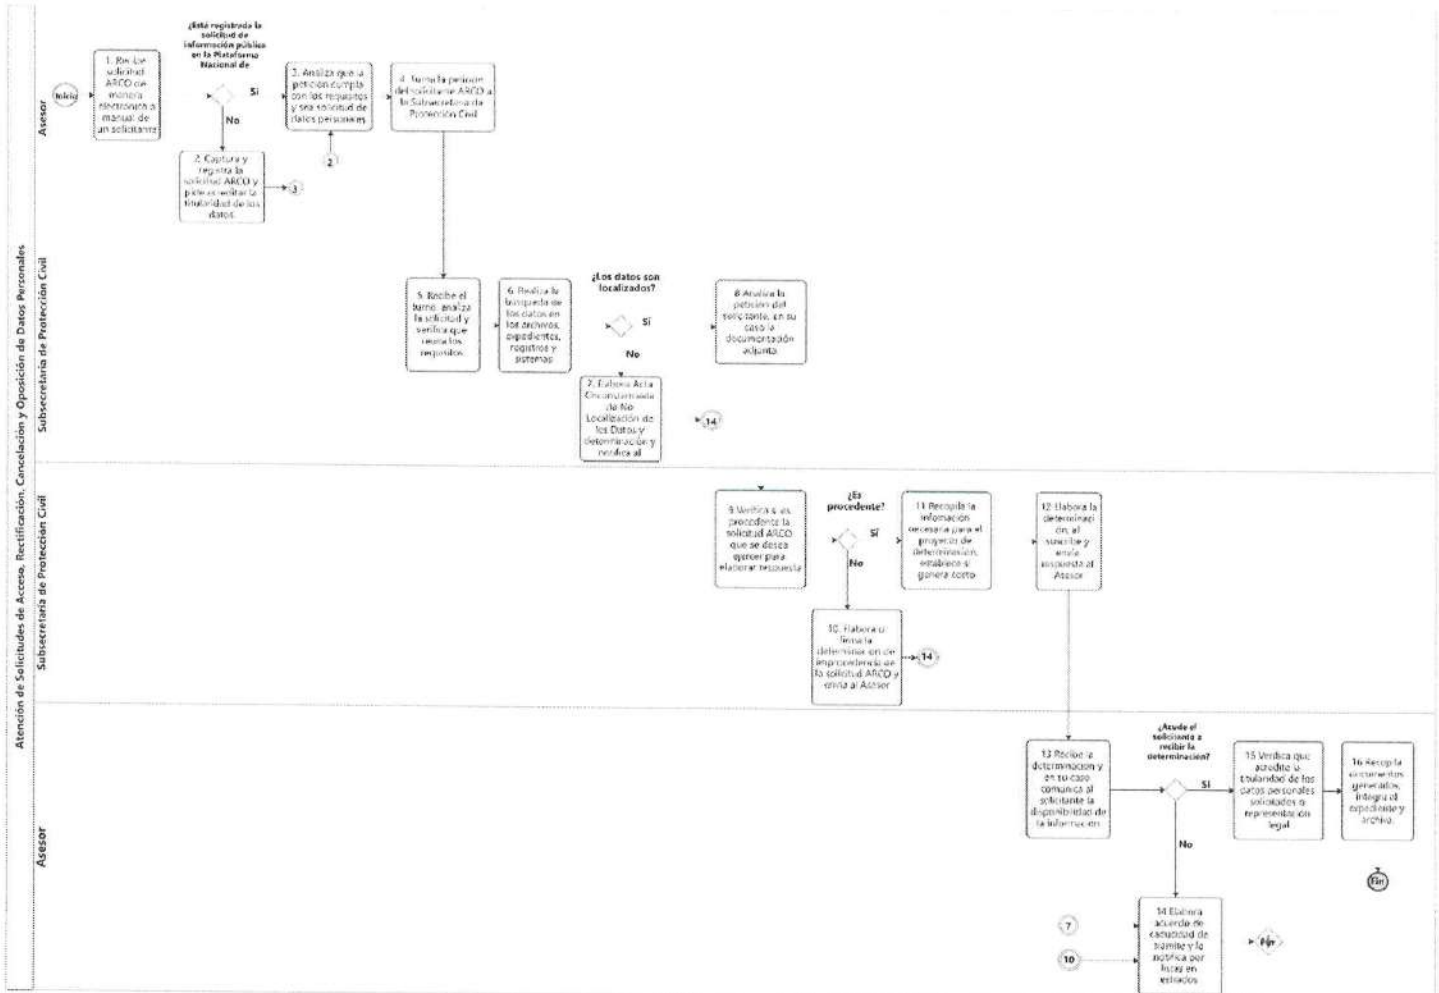 Atención de Solicitudes de Acceso, Rectificación, Cancelación y Oposición de Datos Personales
Asesor
Inicio
1. Recibe
solicitud
ARCO de
manera
electrónica o
manual de
un solicitante
¿Está registrada la
solicitud de
información pública
en la Plataforma
Nacional de
Sí
No
2. Captura y
registra la
solicitud ARCO y
pide acreditar la
titularidad de los
datos.
3
3. Analiza que la
petición cumpla
con los requisitos
y sea solicitud de
datos personales
2
4. Turna la petición
del solicitante ARCO a
la Subsecretaría de
Protección Civil
Subsecretaría de Protección Civil
5. Recibe el
turno, analiza
la solicitud y
verifica que
reúna los
requisitos.
6. Realiza la
búsqueda de
los datos en
los archivos,
expedientes,
registros y
sistemas
¿Los datos son
localizados?
Sí
No
7. Elabora Acta
Circunstanciada
de No
Localización de
los Datos y
determinación y
notifica al
14
8 Analiza la
petición del
solicitante, en su
caso la
documentación
adjunta.
Subsecretaría de Protección Civil
9 Verifica si es
procedente la
solicitud ARCO
que se desea
ejercer para
elaborar respuesta
¿Es
procedente?
Sí
No
10. Elabora y
firma la
determinación de
improcedencia de
la solicitud ARCO y
envía al Asesor
14
11 Recopila la
información
necesaria para el
proyecto de
determinación,
establece si
genera costo
12 Elabora la
determinaci
ón, al
suscribe y
envía
respuesta al
Asesor
Asesor
13 Recibe la
determinación y
en su caso
comunica al
solicitante la
disponibilidad de
la información
¿Acude el
solicitante a
recibir la
determinación?
Sí
No
15 Verifica que
acredite la
titularidad de los
datos personales
solicitados o
representación
legal
16 Recopila
documentos
generados,
integra el
expediente y
archiva.
Fin
7
10
14 Elabora
acuerdo de
caducidad de
trámite y lo
notifica por
listas en
estrados
Fin